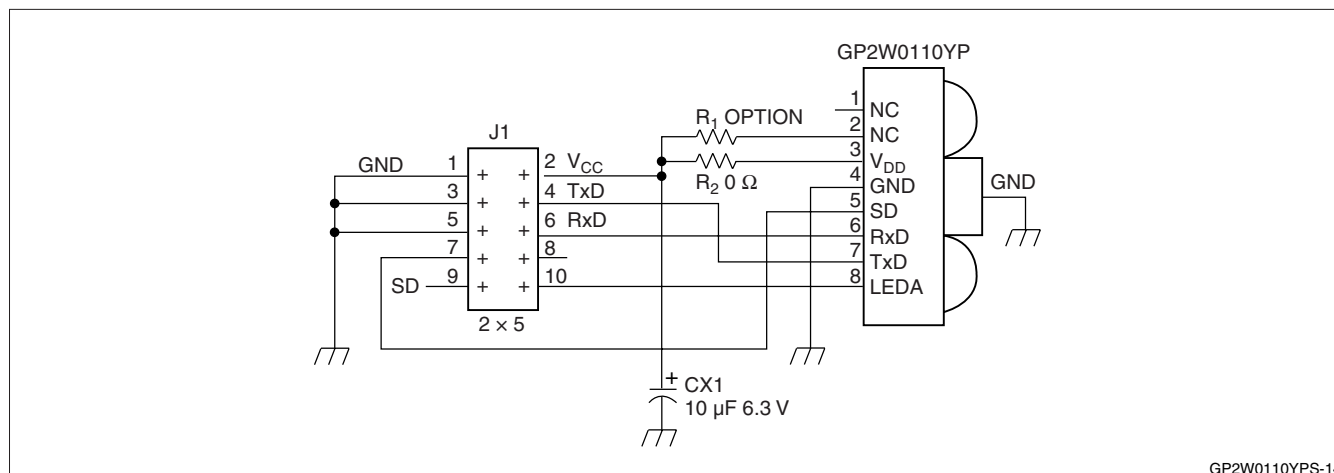 GP2W0110YP
1 NC
R1 OPTION
2 NC
J1
3 VDD
GND 1 + + 2 VCC
R2 0 Ω
4 GND
GND
3 + + 4 TxD
5 SD
5 + + 6 RxD
6 RxD
7 + + 8
7 TxD
SD 9 + + 10
8 LEDA
2 × 5
+ CX1
10 µF 6.3 V